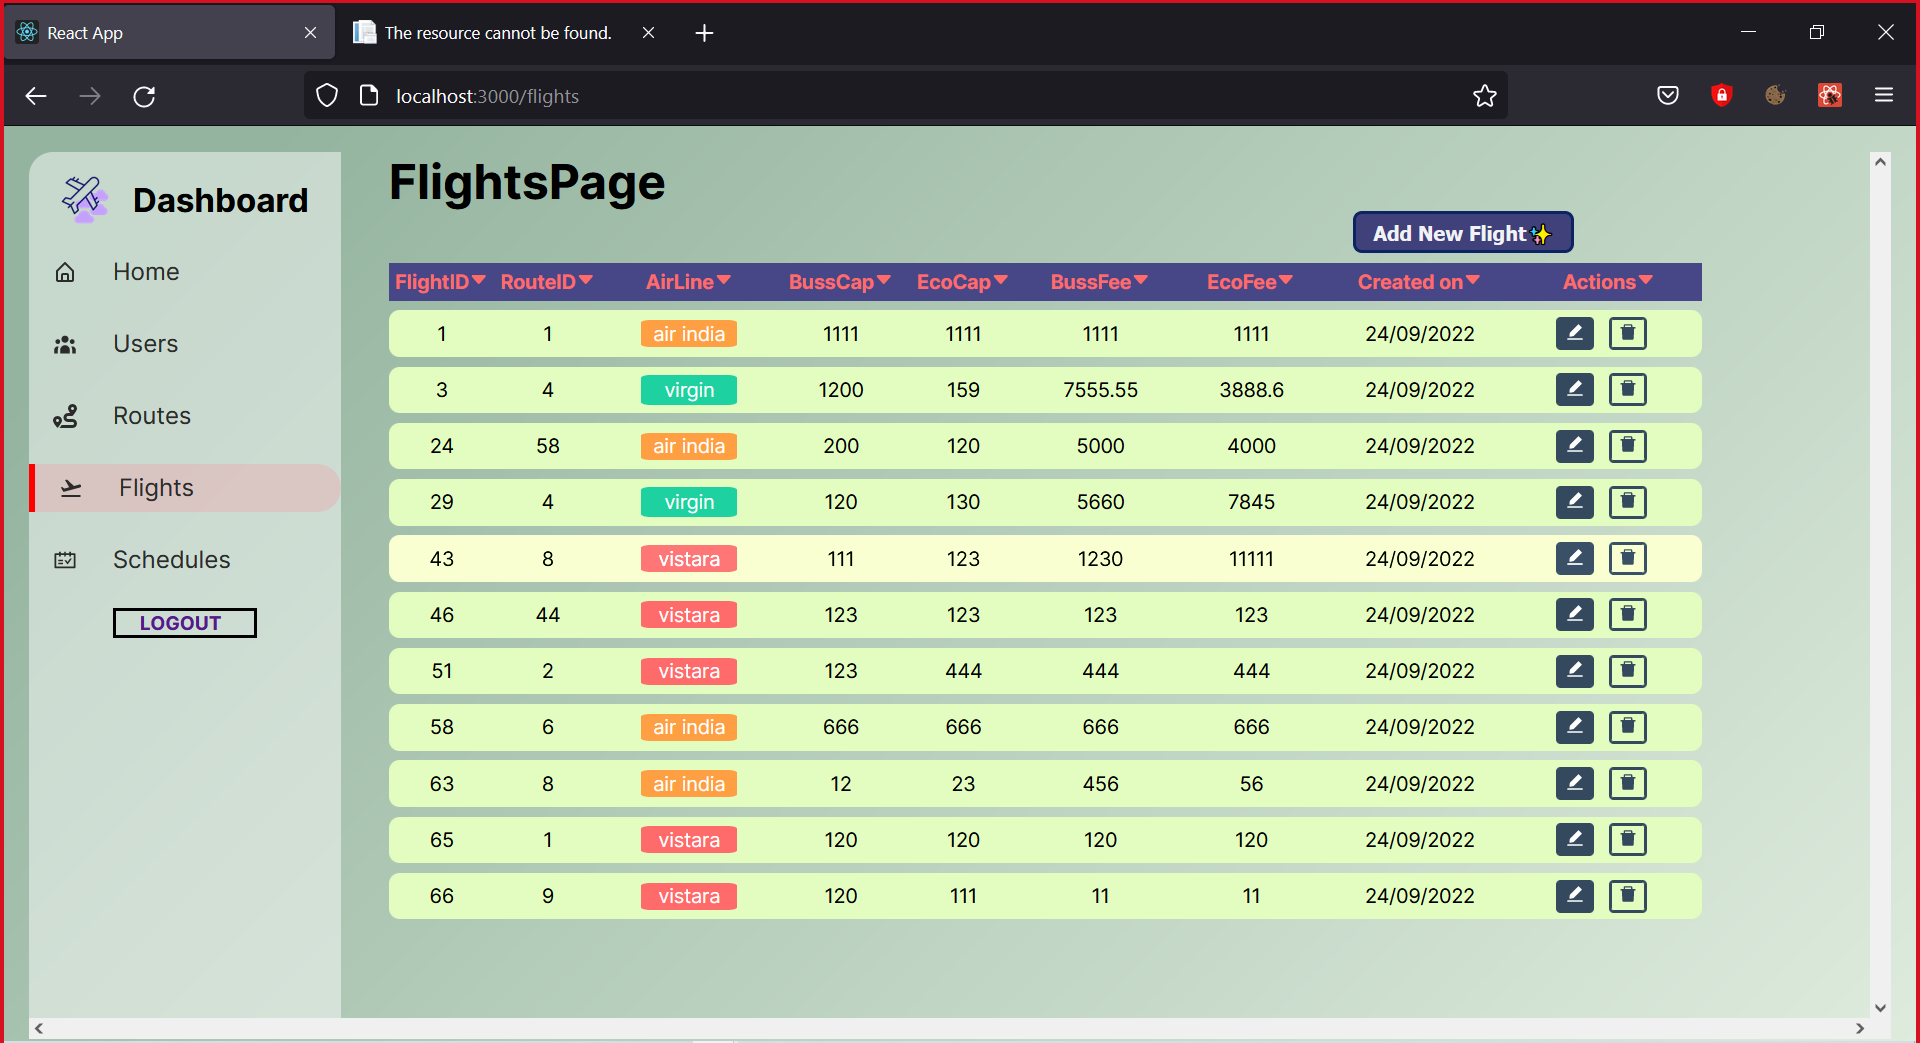 React App
The resource cannot be found.
localhost:3000/flights
Dashboard
Home
Users
Routes
Flights
Schedules
LOGOUT
FlightsPage
Add New Flight✨
FlightID RouteID AirLine BussCap EcoCap BussFee EcoFee Created on Actions
1 1 air india 1111 1111 1111 1111 24/09/2022
3 4 virgin 1200 159 7555.55 3888.6 24/09/2022
24 58 air india 200 120 5000 4000 24/09/2022
29 4 virgin 120 130 5660 7845 24/09/2022
43 8 vistara 111 123 1230 11111 24/09/2022
46 44 vistara 123 123 123 123 24/09/2022
51 2 vistara 123 444 444 444 24/09/2022
58 6 air india 666 666 666 666 24/09/2022
63 8 air india 12 23 456 56 24/09/2022
65 1 vistara 120 120 120 120 24/09/2022
66 9 vistara 120 111 11 11 24/09/2022